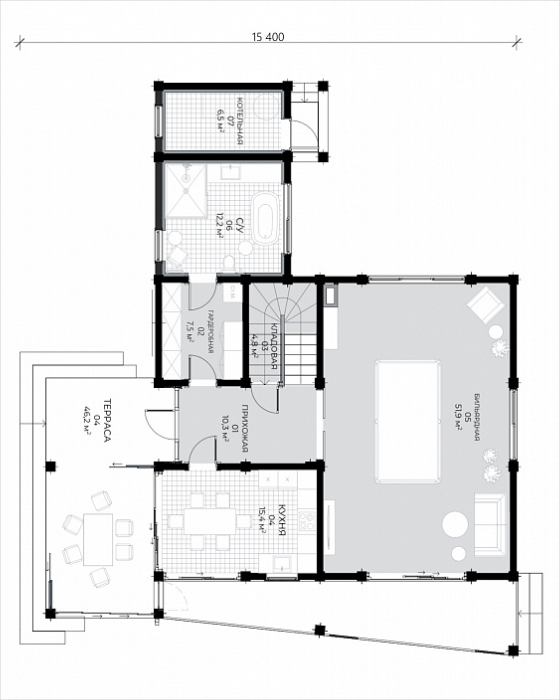 15 400
КОТЕЛЬНАЯ
07
6,5 м²
С/У
06
12,2 м²
ГАРДЕРОБНАЯ
02
7,5 м²
КЛАДОВАЯ
03
4,8 м²
ТЕРРАСА
04
46,2 м²
ПРИХОЖАЯ
01
10,3 м²
БИЛЬЯРДНАЯ
05
51,9 м²
КУХНЯ
04
15,4 м²